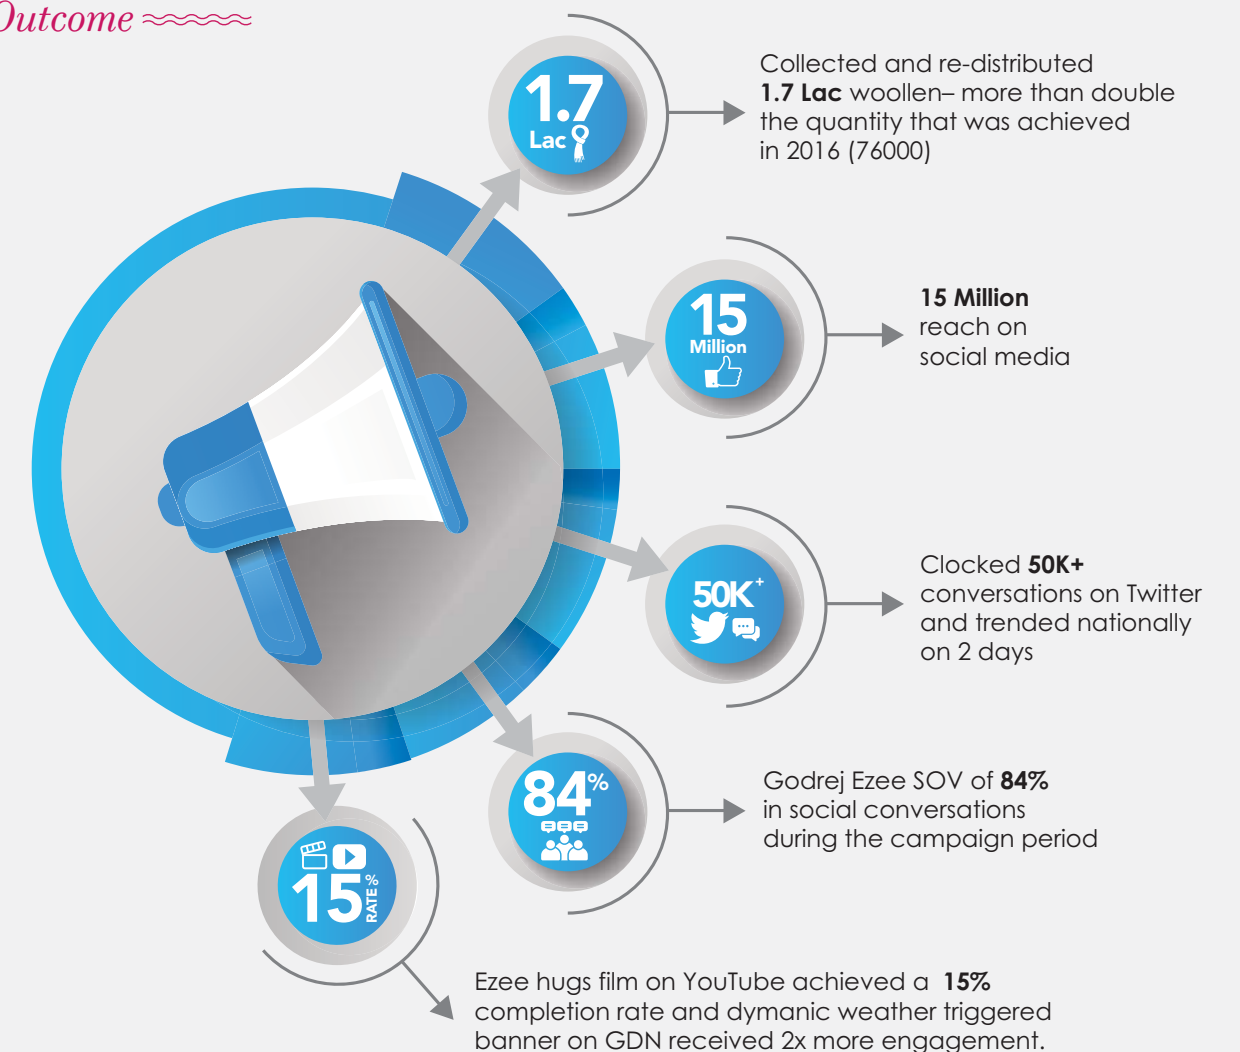 Outcome
1.7
Lac
Collected and re-distributed
1.7 Lac woollen– more than double
the quantity that was achieved
in 2016 (76000)
15
Million
15 Million
reach on
social media
50K+
Clocked 50K+
conversations on Twitter
and trended nationally
on 2 days
84%
Godrej Ezee SOV of 84%
in social conversations
during the campaign period
15 RATE%
Ezee hugs film on YouTube achieved a 15%
completion rate and dymanic weather triggered
banner on GDN received 2x more engagement.